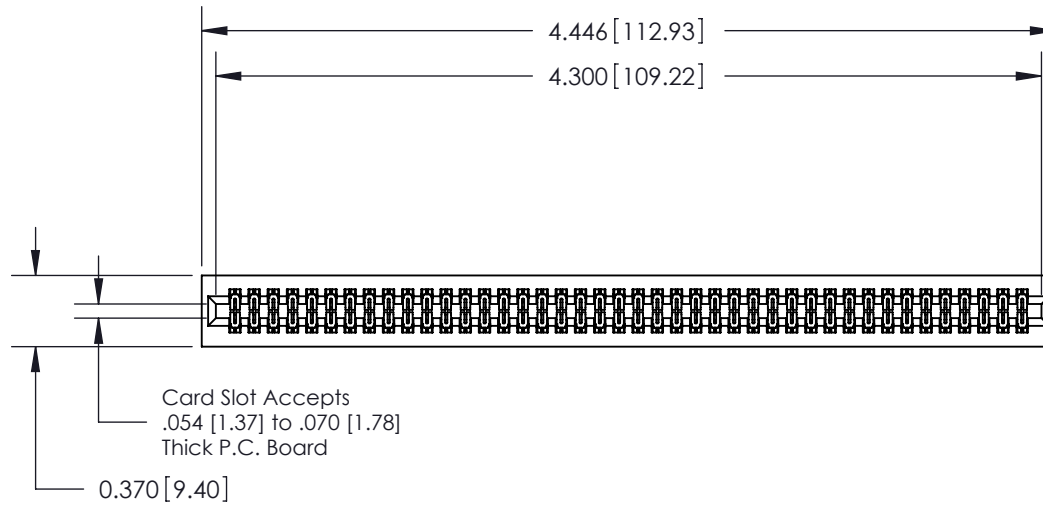 4.446 [112.93]
4.300 [109.22]
Card Slot Accepts
.054 [1.37] to .070 [1.78]
Thick P.C. Board
0.370 [9.40]